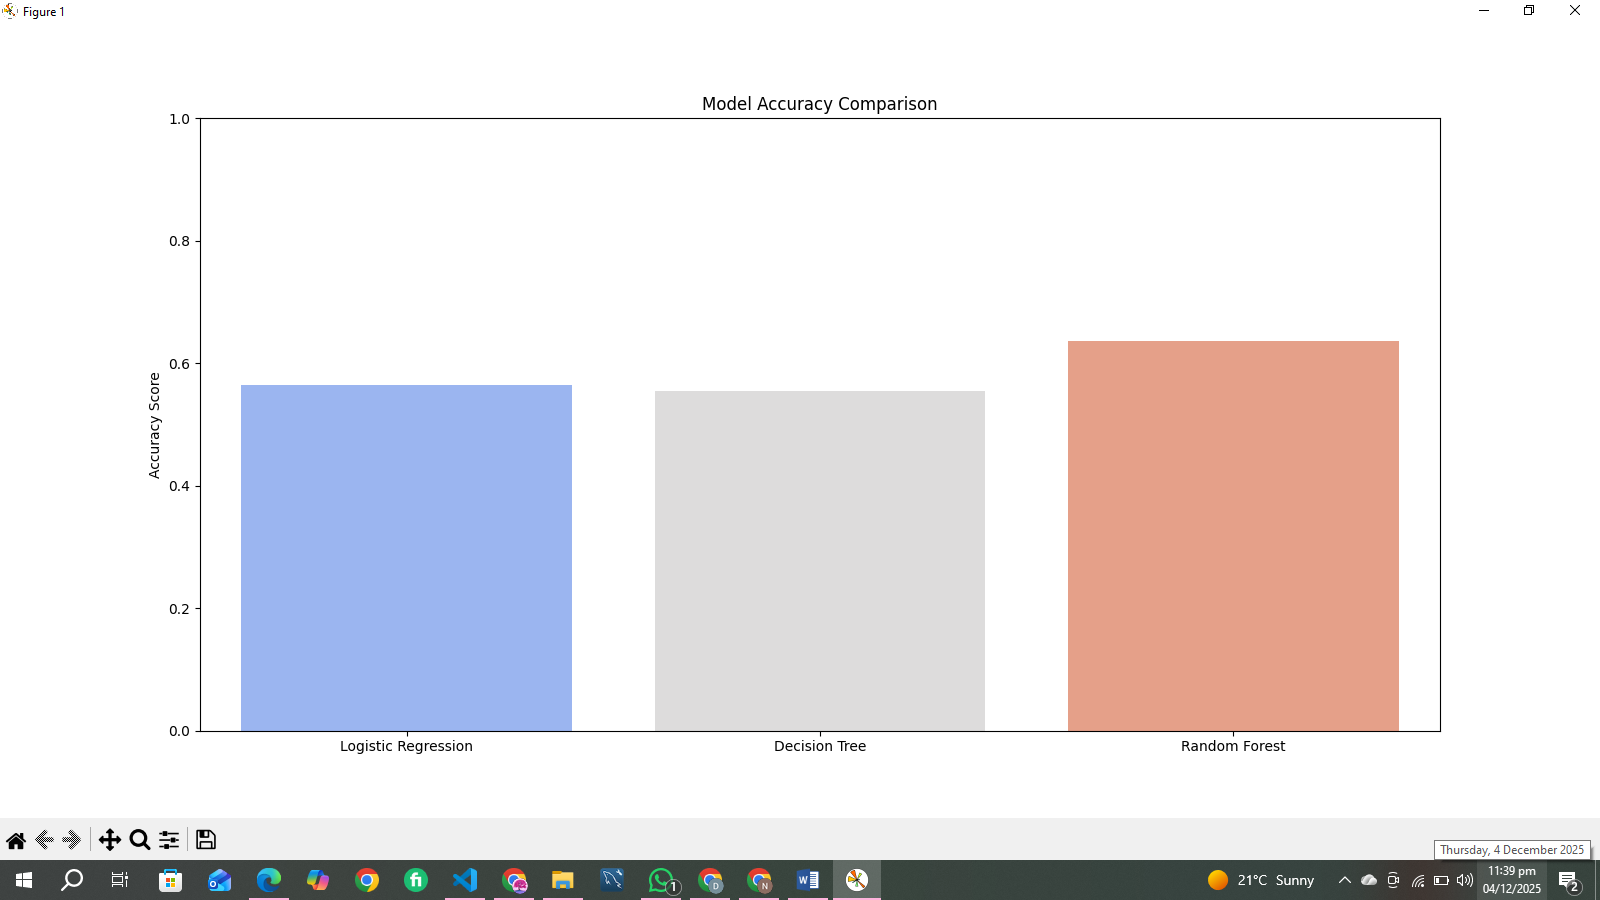 Figure 1
Model Accuracy Comparison
1.0
0.8
0.6
0.4
0.2
0.0
Accuracy Score
Logistic Regression
Decision Tree
Random Forest
Thursday, 4 December 2025
1
D
N
W
21°C Sunny
11:39 pm
04/12/2025
2